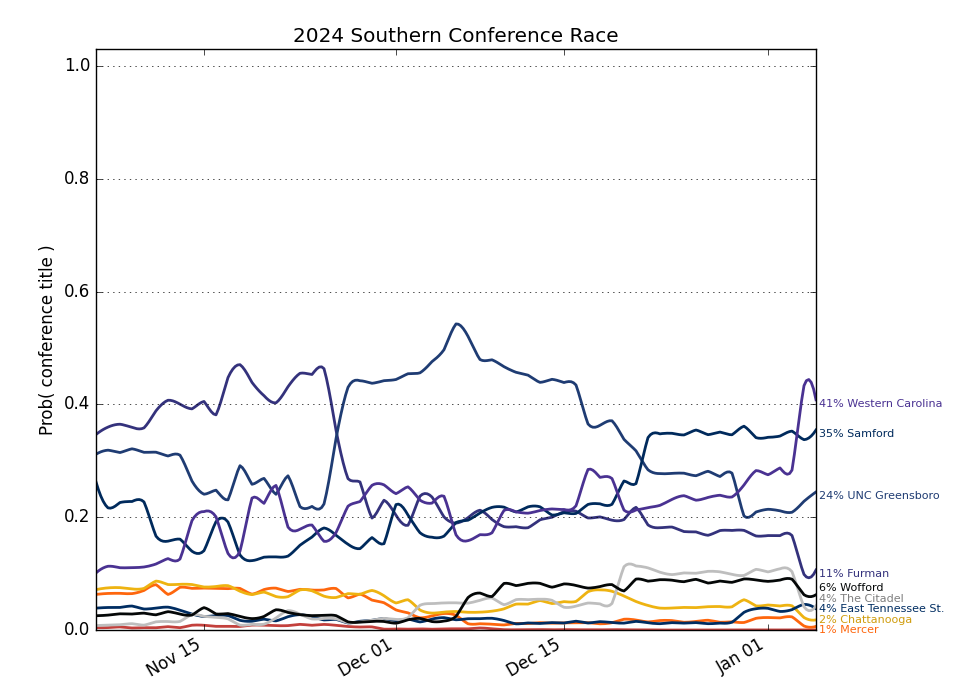 2024 Southern Conference Race
Prob( conference title )
1.0
0.8
0.6
0.4
0.2
0.0
Nov 15
Dec 01
Dec 15
Jan 01
41% Western Carolina
35% Samford
24% UNC Greensboro
11% Furman
6% Wofford
4% The Citadel
4% East Tennessee St.
2% Chattanooga
1% Mercer